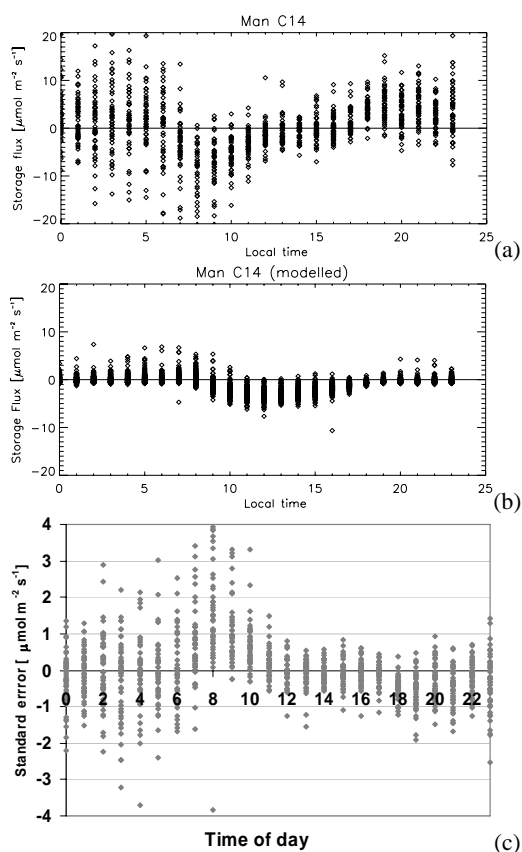 Man C14
Storage flux [μmol m⁻² s⁻¹]
20
10
0
-10
-20
0 5 10 15 20 25
Local time
(a)
Man C14 (modelled)
Storage Flux [μmol m⁻² s⁻¹]
20
10
0
-10
-20
0 5 10 15 20 25
Local time
(b)
Standard errror [ μmol m⁻² s⁻¹]
4
3
2
1
0
-1
-2
-3
-4
0 2 4 6 8 10 12 14 16 18 20 22
Time of day
(c)